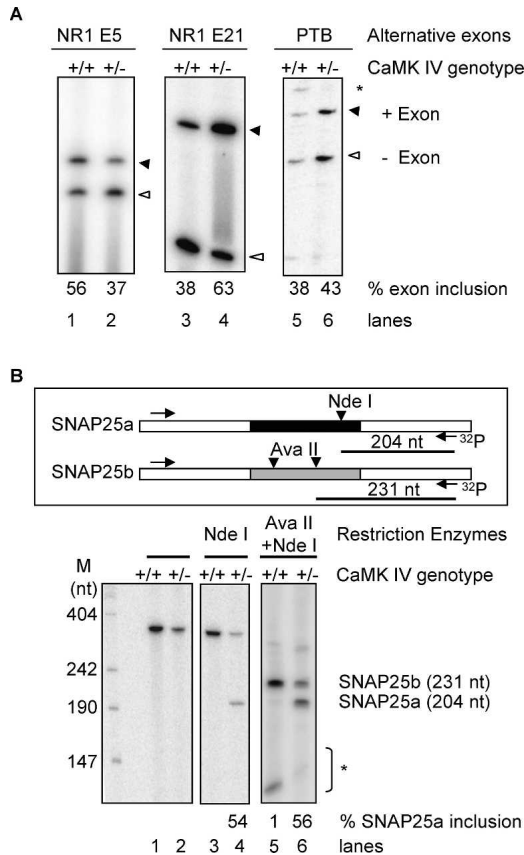 A
NR1 E5 NR1 E21 PTB Alternative exons
+/+ +/- +/+ +/- +/+ +/- CaMK IV genotype
*
+ Exon
- Exon
56 37 38 63 38 43 % exon inclusion
1 2 3 4 5 6 lanes
B
Nde I
SNAP25a
204 nt 32P
Ava II
SNAP25b
231 nt 32P
Nde I Ava II +Nde I Restriction Enzymes
M (nt) +/+ +/- +/+ +/- +/+ +/- CaMK IV genotype
404
242
SNAP25b (231 nt)
190 SNAP25a (204 nt)
147
*
54 1 56 % SNAP25a inclusion
1 2 3 4 5 6 lanes